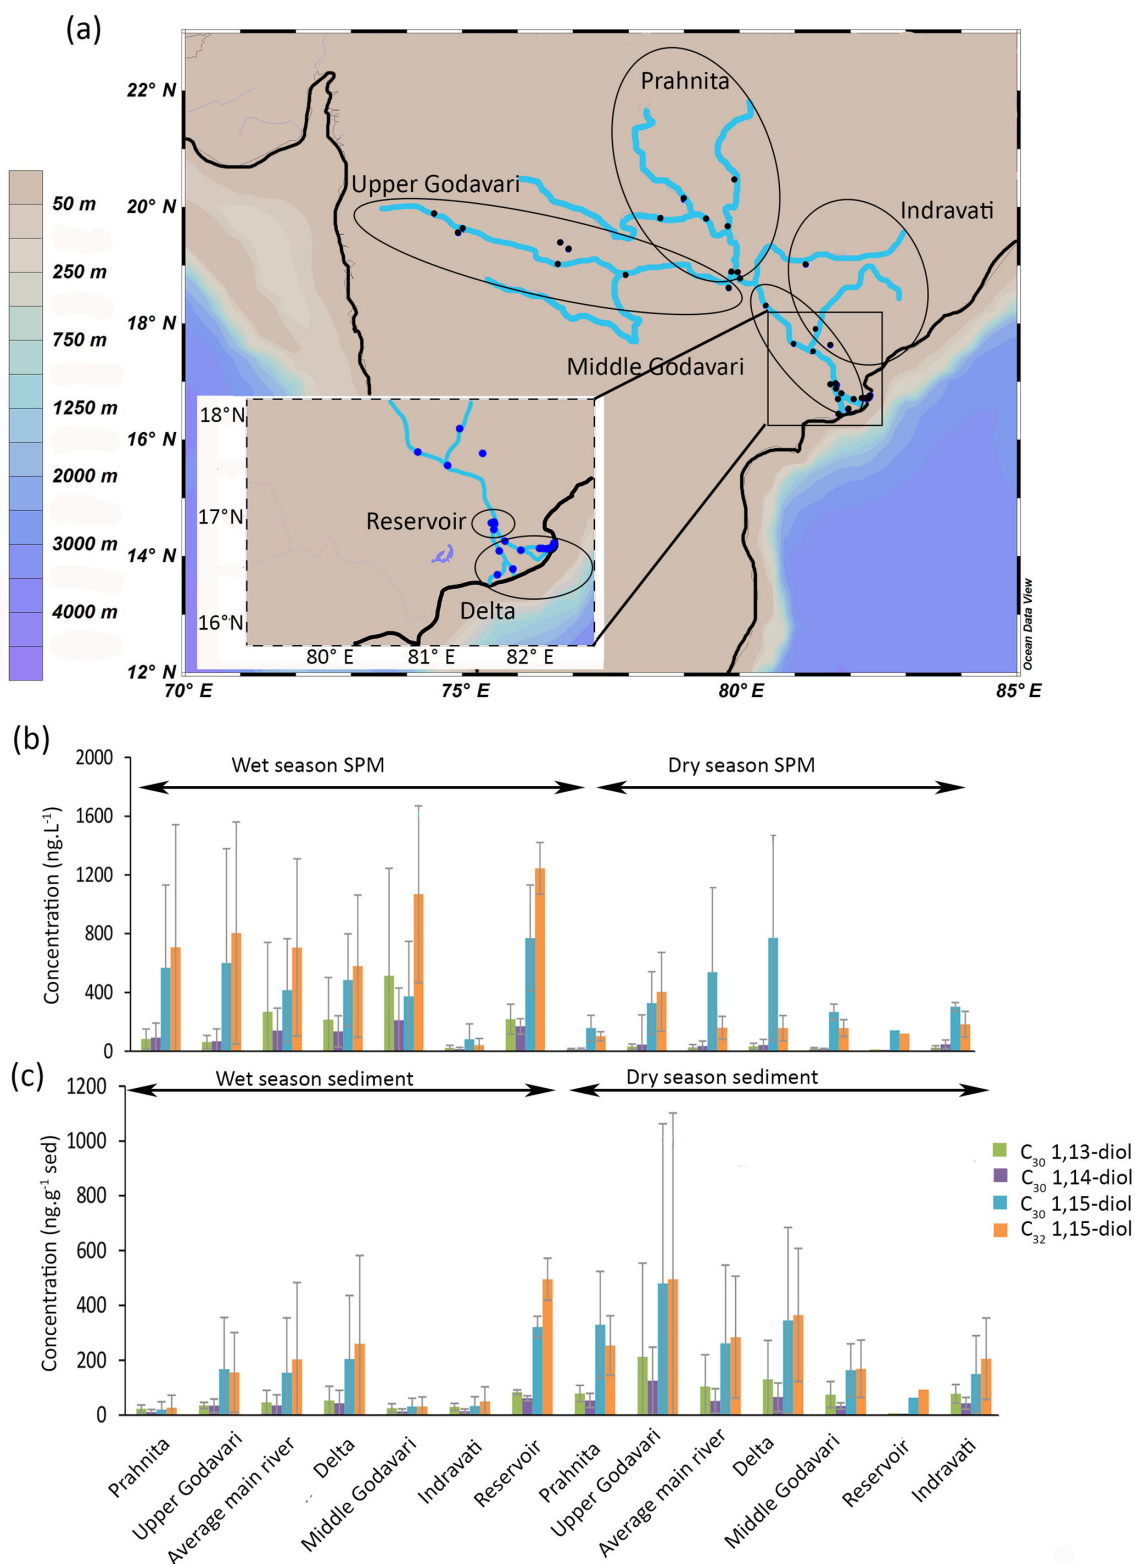 (a)
50 m
250 m
750 m
1250 m
2000 m
3000 m
4000 m
22° N
20° N
18° N
16° N
14° N
12° N
70° E
75° E
80° E
85°E
Prahnita
Upper Godavari
Indravati
Middle Godavari
18°N
17°N
16°N
80° E
81° E
82° E
Reservoir
Delta
Ocean Data View
(b)
Concentration (ng.L⁻¹)
2000
1600
1200
800
400
0
Wet season SPM
Dry season SPM
(c)
Concentration (ng.g⁻¹ sed)
1200
1000
800
600
400
200
0
Wet season sediment
Dry season sediment
C₃₀ 1,13-diol
C₃₀ 1,14-diol
C₃₀ 1,15-diol
C₃₂ 1,15-diol
Prahnita
Upper Godavari
Average main river
Delta
Middle Godavari
Indravati
Reservoir
Prahnita
Upper Godavari
Average main river
Delta
Middle Godavari
Reservoir
Indravati